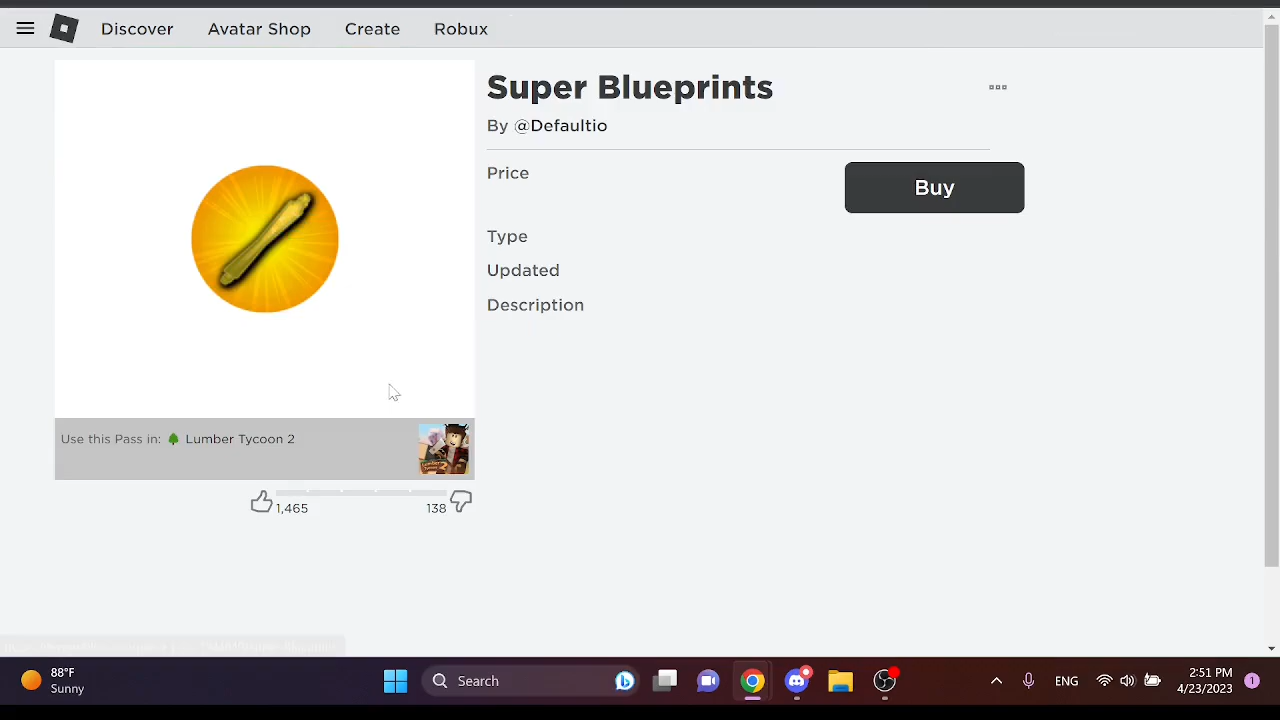 Discover Avatar Shop Create Robux
Super Blueprints
By @Defaultio
Price
Buy
Type
Updated
Description
Use this Pass in: Lumber Tycoon 2
1,465 138
88°F
Sunny
Search
ENG
2:51 PM
4/23/2023
1